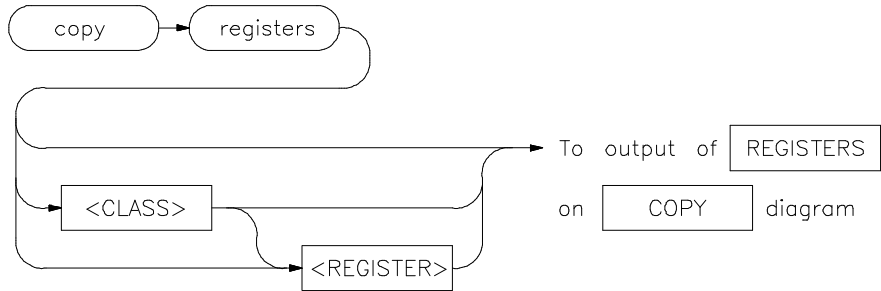 copy registers
To output of REGISTERS
<CLASS> on COPY diagram
<REGISTER>